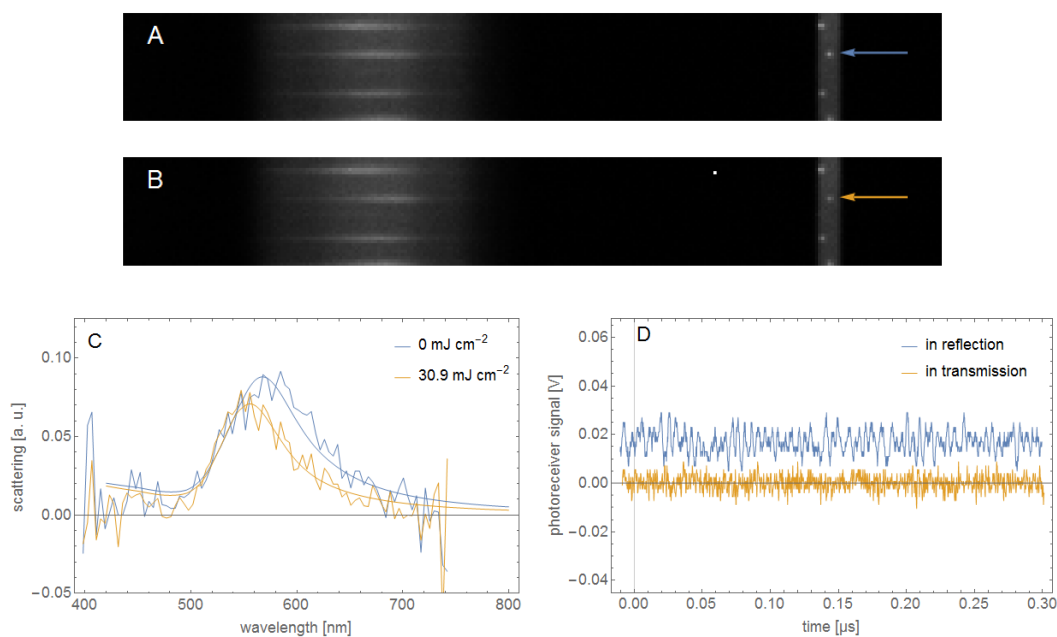 A
B
C
0 mJ cm⁻²
30.9 mJ cm⁻²
scattering [a. u.]
0.10
0.05
0.00
−0.05
400 500 600 700 800
wavelength [nm]
D
in reflection
in transmission
photoreceiver signal [V]
0.06
0.04
0.02
0.00
−0.02
−0.04
0.00 0.05 0.10 0.15 0.20 0.25 0.30
time [µs]